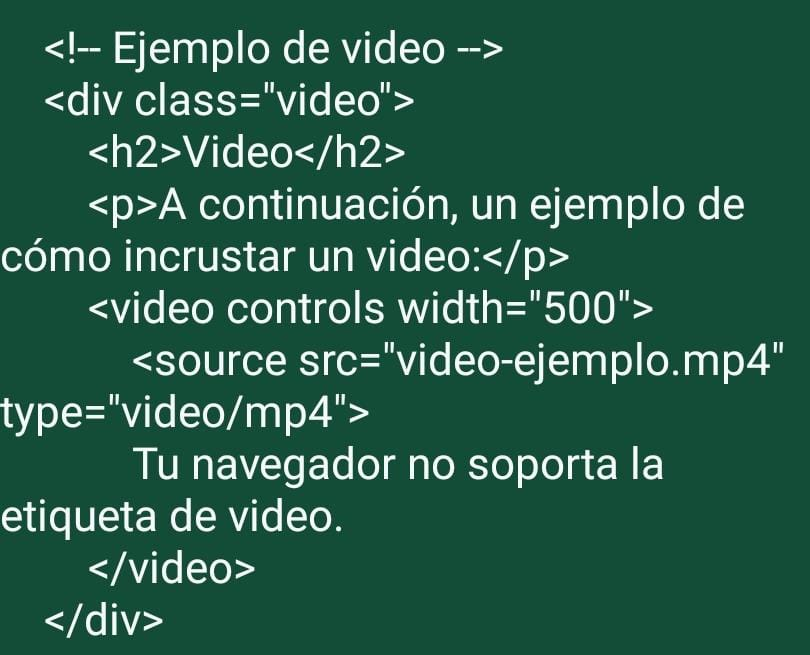 <!-- Ejemplo de video -->
<div class="video">
<h2>Video</h2>
<p>A continuación, un ejemplo de
cómo incrustar un video:</p>
<video controls width="500">
<source src="video-ejemplo.mp4"
type="video/mp4">
Tu navegador no soporta la
etiqueta de video.
</video>
</div>